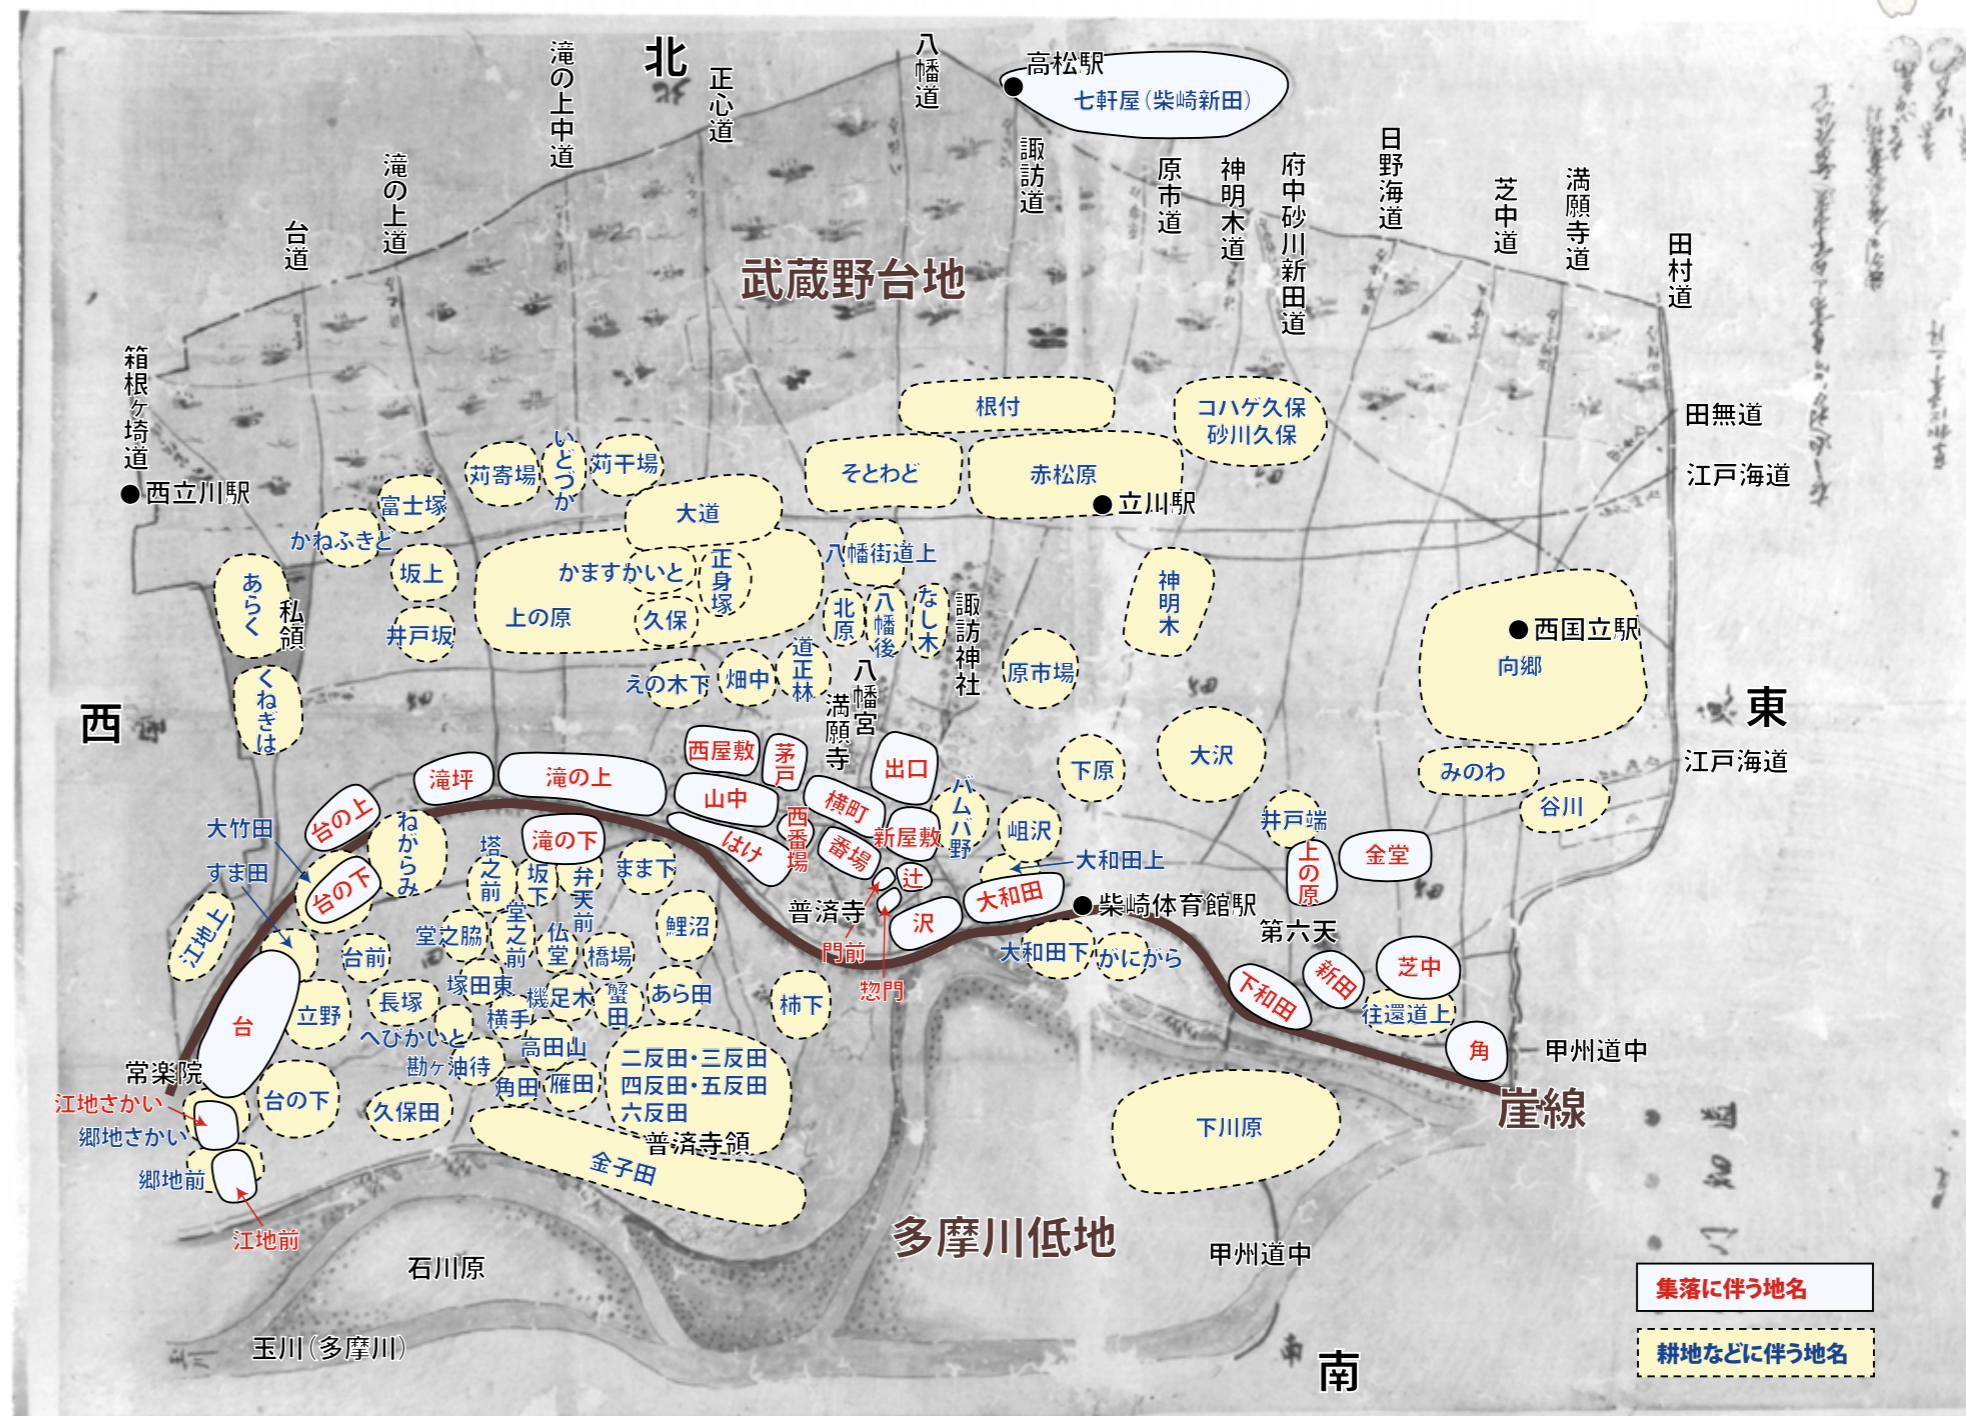 北
八幡道
高松駅
七軒屋（柴崎新田）
滝の上中道
正心道
諏訪道
原市道
神明木道
府中砂川新田道
日野海道
芝中道
満願寺道
田村道
滝の上道
台道
武蔵野台地
箱根ヶ埼道
西立川駅
田無道
江戸海道
根付
コハゲ久保
砂川久保
そとわど
赤松原
立川駅
苅寄場
いどづか
苅干場
富士塚
大道
かねふきど
坂上
井戸坂
あらく
私領
くねぎは
かますかいと
正身塚
上の原
久保
八幡街道上
北原
八幡後
なし木
諏訪神社
神明木
西国立駅
向郷
えの木下
畑中
道正林
八幡宮
満願寺
原市場
西
東
江戸海道
滝坪
滝の上
西屋敷
茅戸
山中
横町
出口
下原
大沢
みのわ
谷川
台の上
大竹田
すま田
台の下
ねがらみ
滝の下
はけ
西番場
番場
新屋敷
バムバ野
岨沢
大和田上
井戸端
上の原
金堂
塔之前
坂下
弁天前
まま下
辻
大和田
柴崎体育館駅
普済寺
沢
門前
惣門
第六天
江地上
台前
堂之脇
堂之前
仏堂
橋場
鯉沼
大和田下
がにがら
下和田
新田
芝中
往還道上
角
甲州道中
崖線
台
立野
長塚
塚田東
機足木
蟹田
あら田
柿下
へびかいと
横手
高田山
勘ヶ油待
角田
雁田
二反田・三反田
四反田・五反田
六反田
普済寺領
常楽院
江地さかい
郷地さかい
郷地前
江地前
台の下
久保田
金子田
下川原
多摩川低地
甲州道中
石川原
玉川（多摩川）
南
集落に伴う地名
耕地などに伴う地名